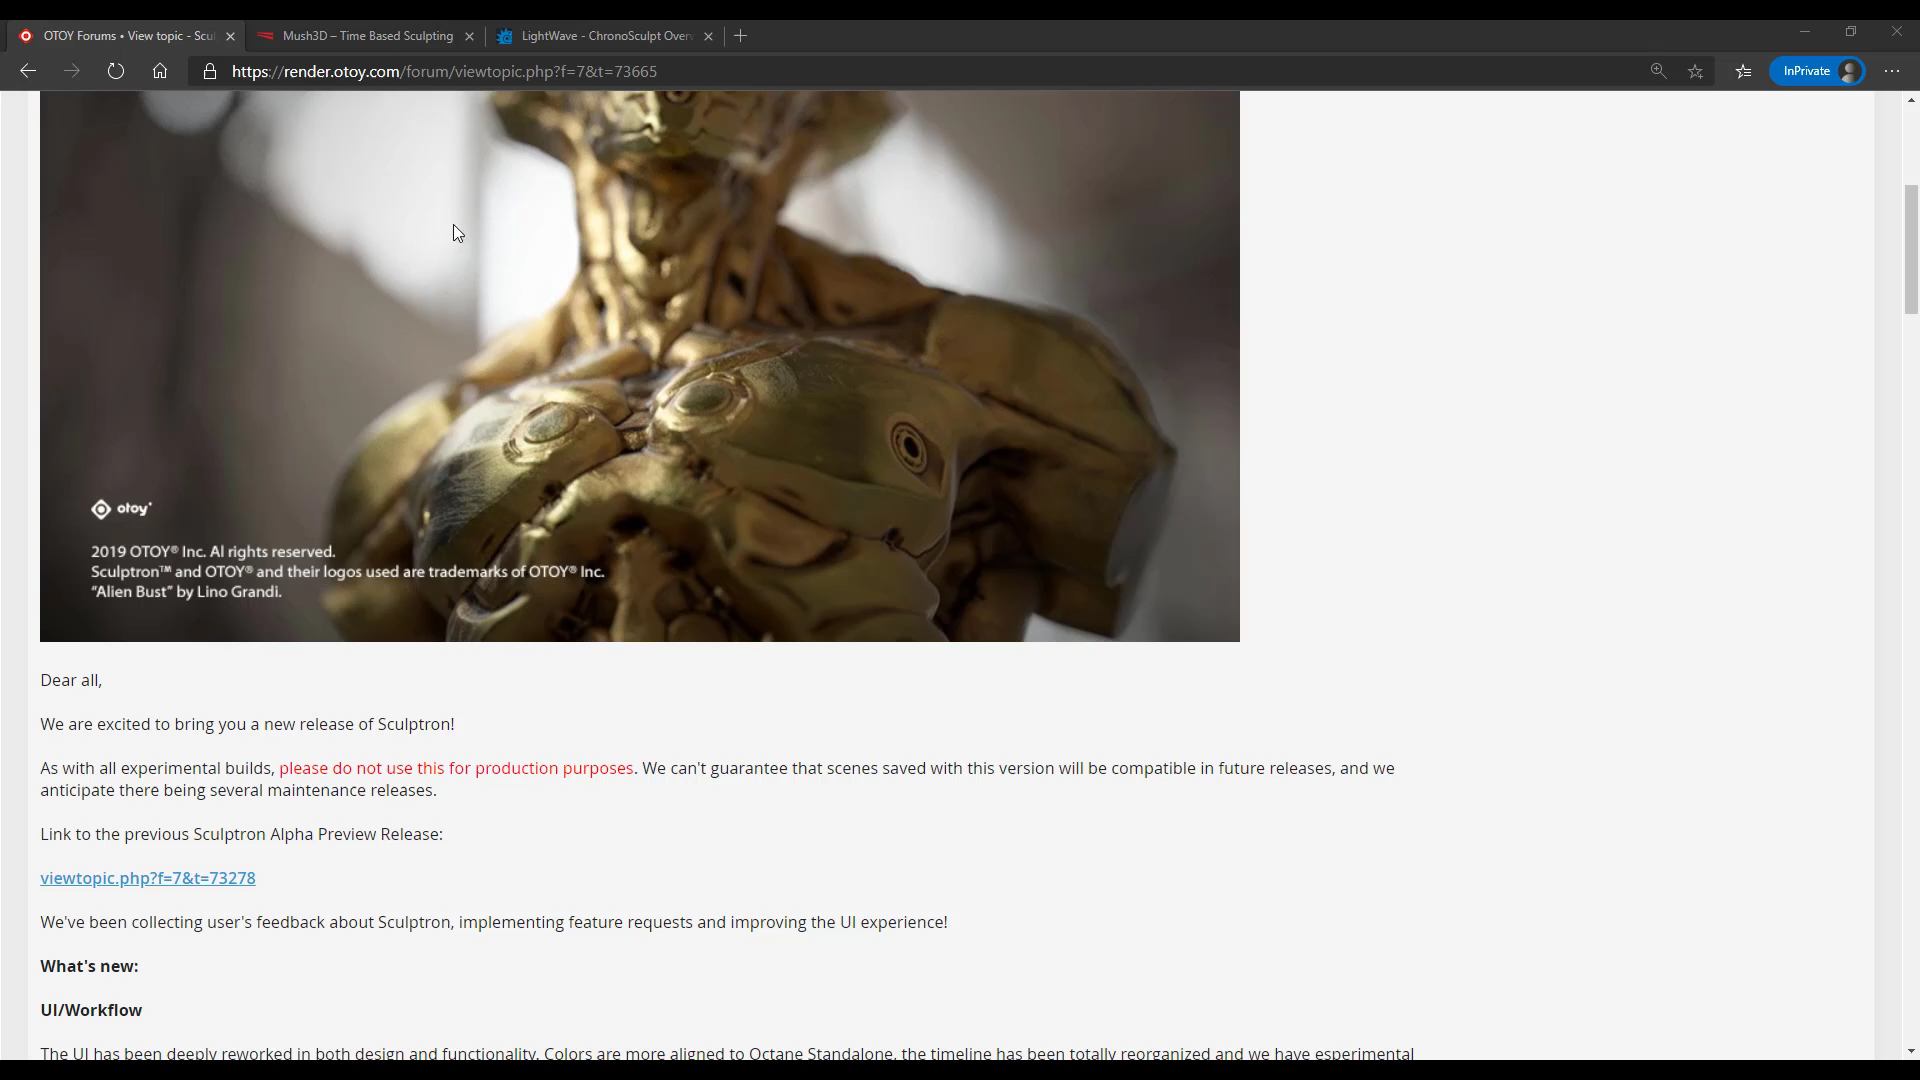 OTOY Forums • View topic - Scul
Mush3D – Time Based Sculpting
LightWave - ChronoSculpt Overv
https://render.otoy.com/forum/viewtopic.php?f=7&t=73665
InPrivate
otoy
2019 OTOY® Inc. Al rights reserved.
Sculptron™ and OTOY® and their logos used are trademarks of OTOY® Inc.
“Alien Bust” by Lino Grandi.
Dear all,
We are excited to bring you a new release of Sculptron!
As with all experimental builds, please do not use this for production purposes. We can't guarantee that scenes saved with this version will be compatible in future releases, and we
anticipate there being several maintenance releases.
Link to the previous Sculptron Alpha Preview Release:
viewtopic.php?f=7&t=73278
We've been collecting user's feedback about Sculptron, implementing feature requests and improving the UI experience!
What's new:
UI/Workflow
The UI has been deeply reworked in both design and functionality. Colors are more aligned to Octane Standalone, the timeline has been totally reorganized and we have esperimental